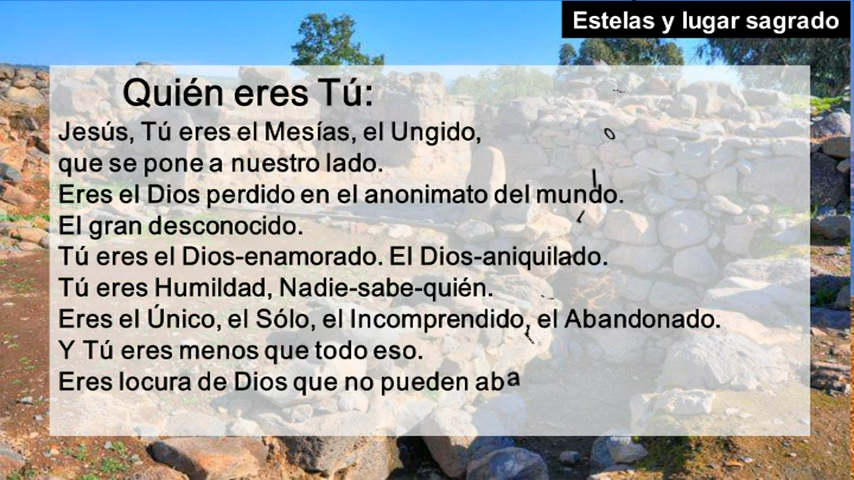 Estelas y lugar sagrado
Quién eres Tú:
Jesús, Tú eres el Mesías, el Ungido,
que se pone a nuestro lado.
Eres el Dios perdido en el anonimato del mundo.
El gran desconocido.
Tú eres el Dios-enamorado. El Dios-aniquilado.
Tú eres Humildad, Nadie-sabe-quién.
Eres el Único, el Sólo, el Incomprendido, el Abandonado.
Y Tú eres menos que todo eso.
Eres locura de Dios que no pueden aba